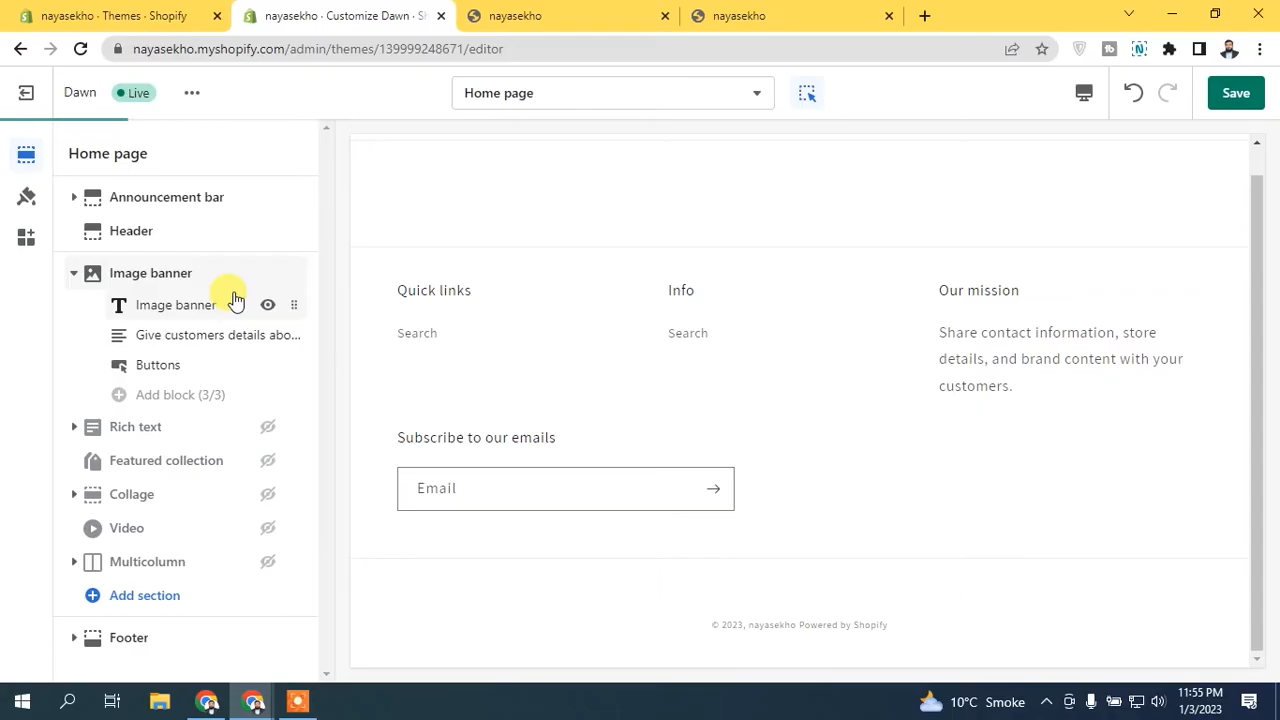 nayasekho - Themes - Shopify
nayasekho - Customize Dawn - S
nayasekho
nayasekho
nayasekho.myshopify.com/admin/themes/139999248671/editor
Dawn
Live
Home page
Save
Home page
Announcement bar
Header
Image banner
Image banner
Give customers details abo...
Buttons
Add block (3/3)
Rich text
Featured collection
Collage
Video
Multicolumn
Add section
Footer
Quick links
Search
Info
Search
Our mission
Share contact information, store
details, and brand content with your
customers.
Subscribe to our emails
Email
© 2023, nayasekho Powered by Shopify
10°C Smoke
11:55 PM
1/3/2023